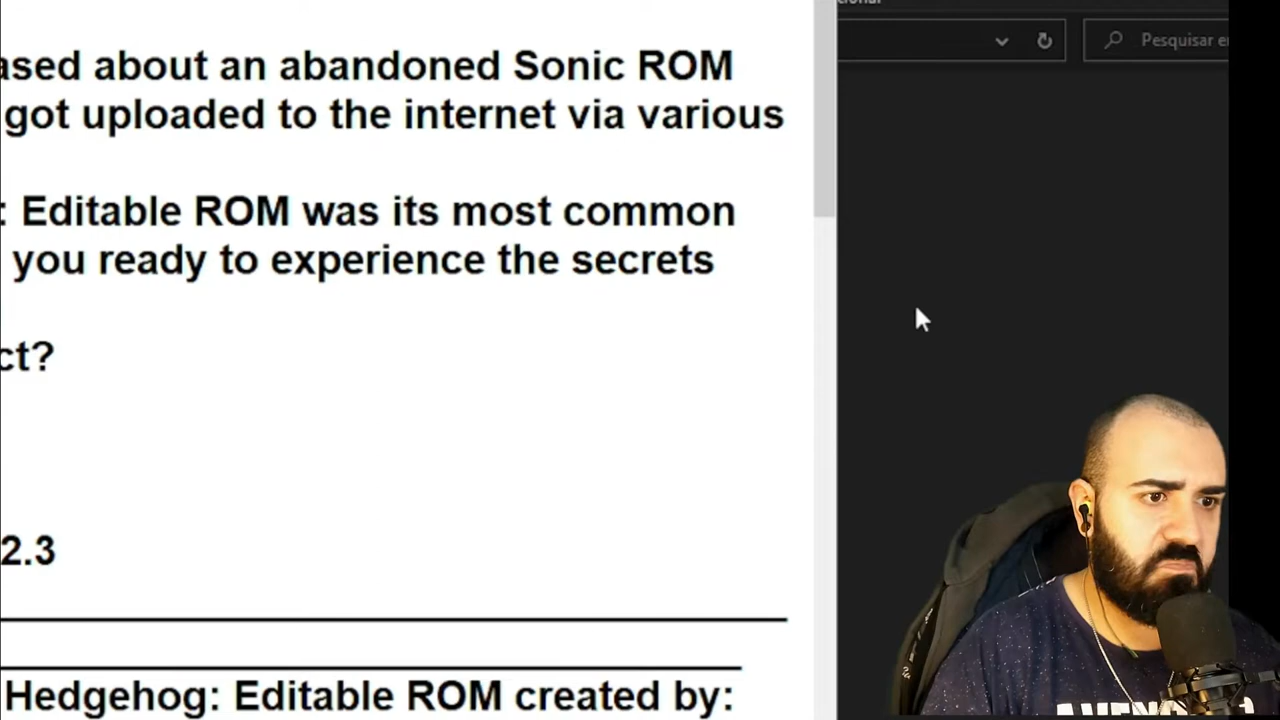 ased about an abandoned Sonic ROM
got uploaded to the internet via various
: Editable ROM was its most common
you ready to experience the secrets
ct?
2.3
Hedgehog: Editable ROM created by:
cional
Pesquisar e